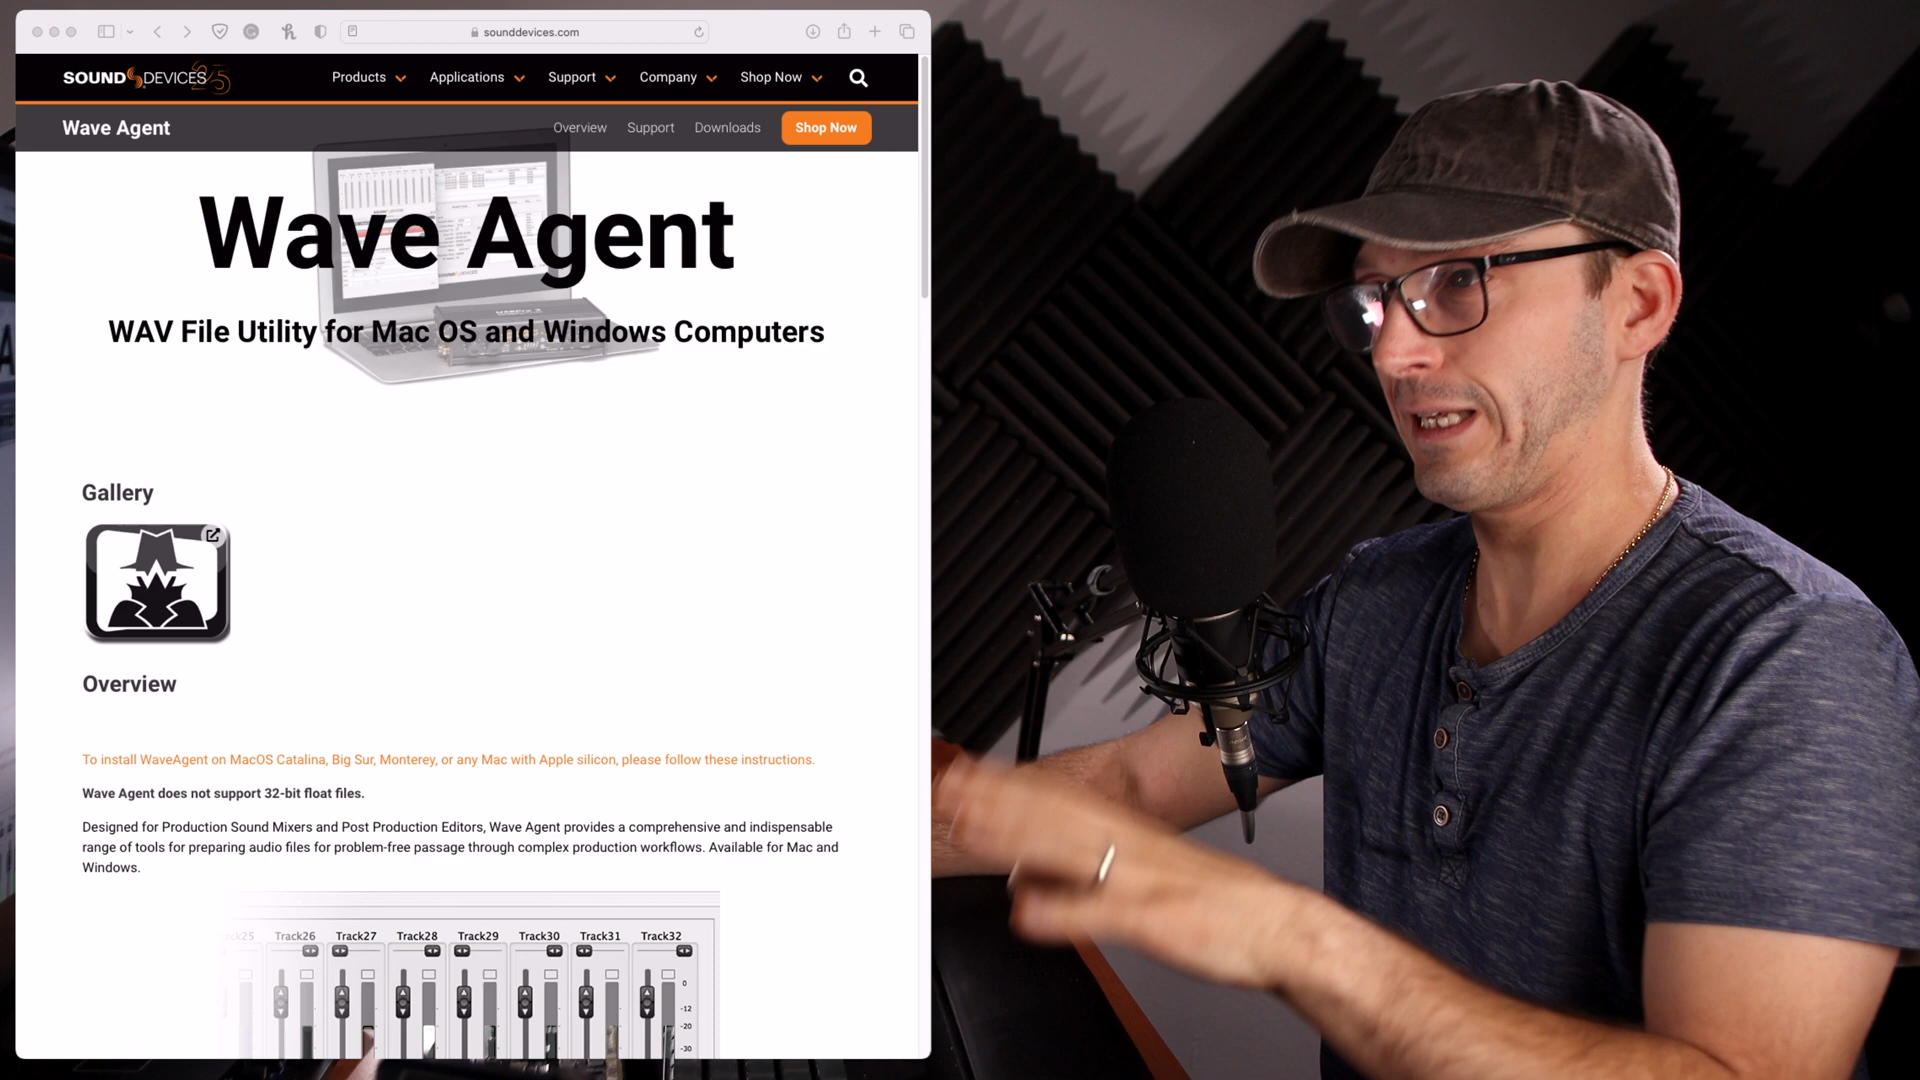 sounddevices.com
SOUND DEVICES 25
Products Applications Support Company Shop Now
Wave Agent
Overview Support Downloads Shop Now
Wave Agent
WAV File Utility for Mac OS and Windows Computers
Gallery
Overview
To install WaveAgent on MacOS Catalina, Big Sur, Monterey, or any Mac with Apple silicon, please follow these instructions.
Wave Agent does not support 32-bit float files.
Designed for Production Sound Mixers and Post Production Editors, Wave Agent provides a comprehensive and indispensable
range of tools for preparing audio files for problem-free passage through complex production workflows. Available for Mac and
Windows.
Track26 Track27 Track28 Track29 Track30 Track31 Track32
0
-12
-20
-30